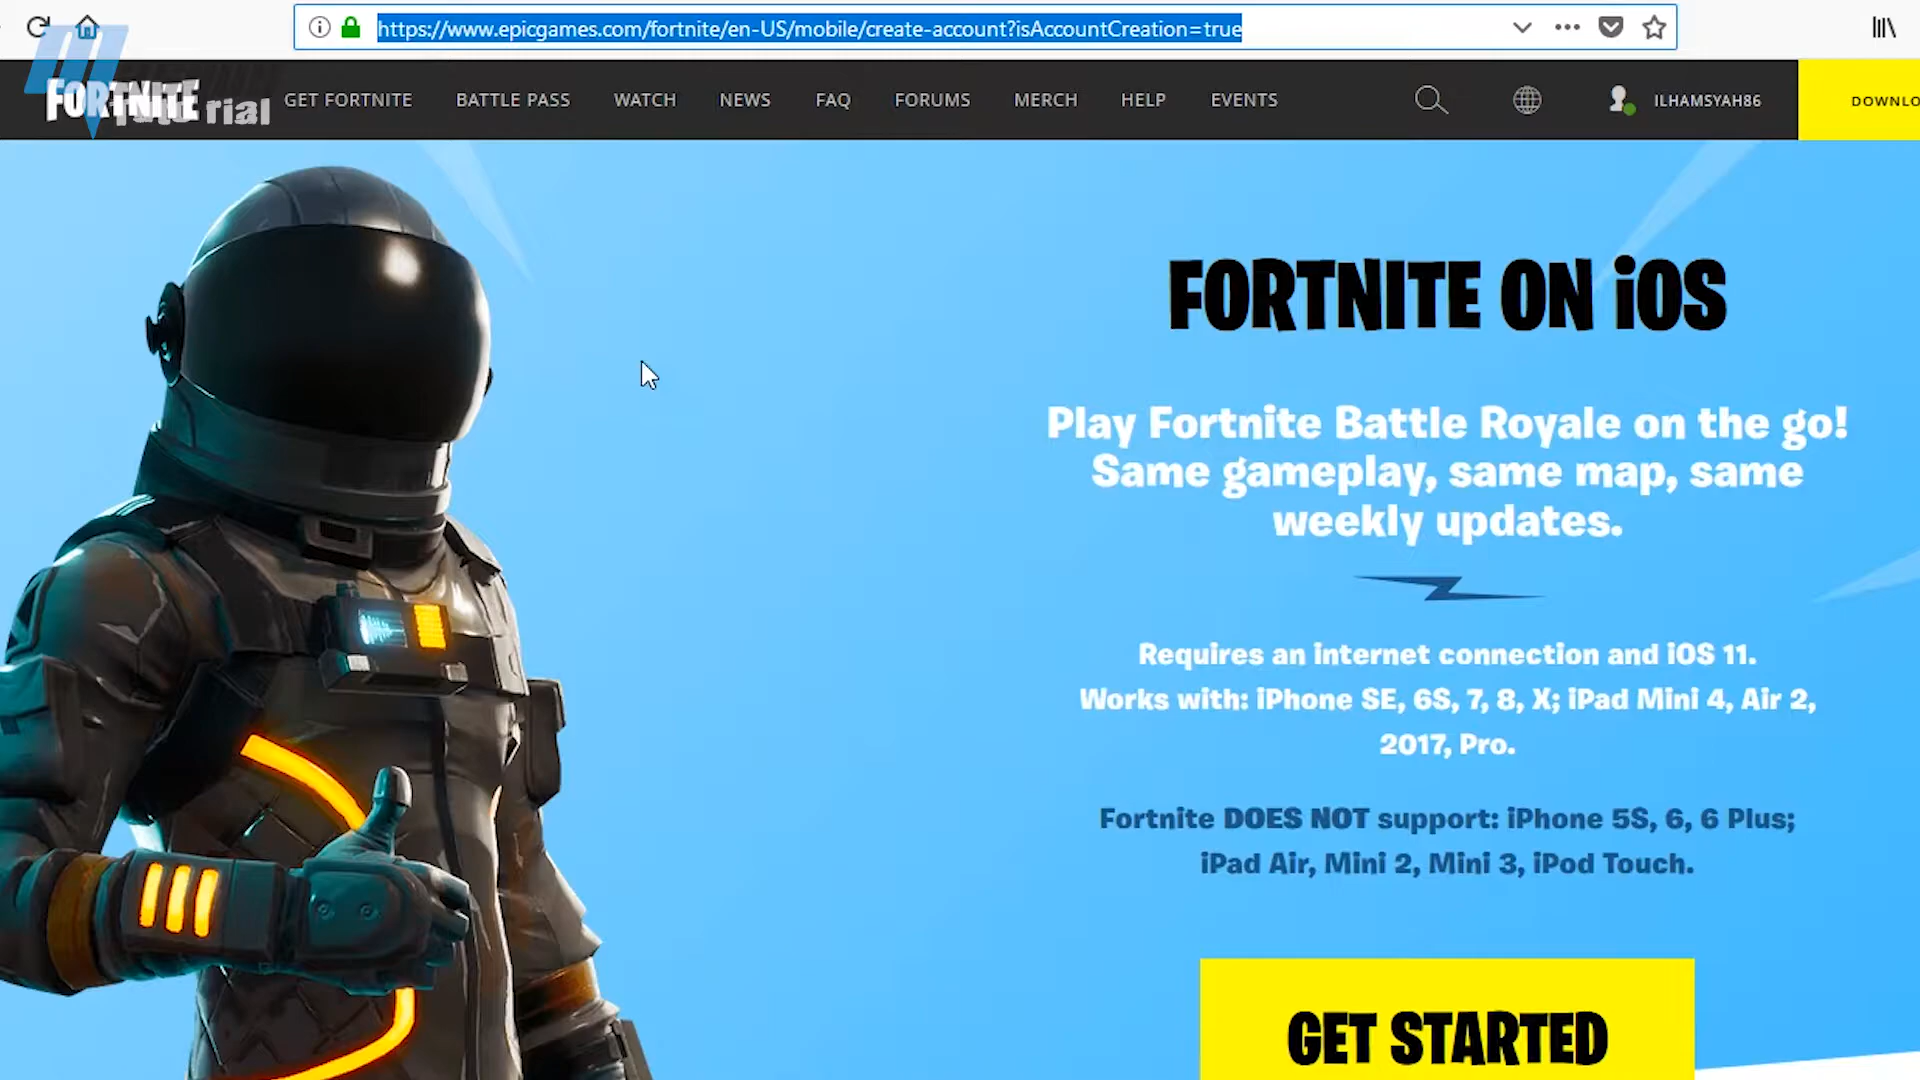 https://www.epicgames.com/fortnite/en-US/mobile/create-account?isAccountCreation=true
FORTNITE GET FORTNITE BATTLE PASS WATCH NEWS FAQ FORUMS MERCH HELP EVENTS ILHAMSYAH86 DOWNLO
Tutorial
FORTNITE ON iOS
Play Fortnite Battle Royale on the go!
Same gameplay, same map, same
weekly updates.
Requires an internet connection and iOS 11.
Works with: iPhone SE, 6S, 7, 8, X; iPad Mini 4, Air 2,
2017, Pro.
Fortnite DOES NOT support: iPhone 5S, 6, 6 Plus;
iPad Air, Mini 2, Mini 3, iPod Touch.
GET STARTED